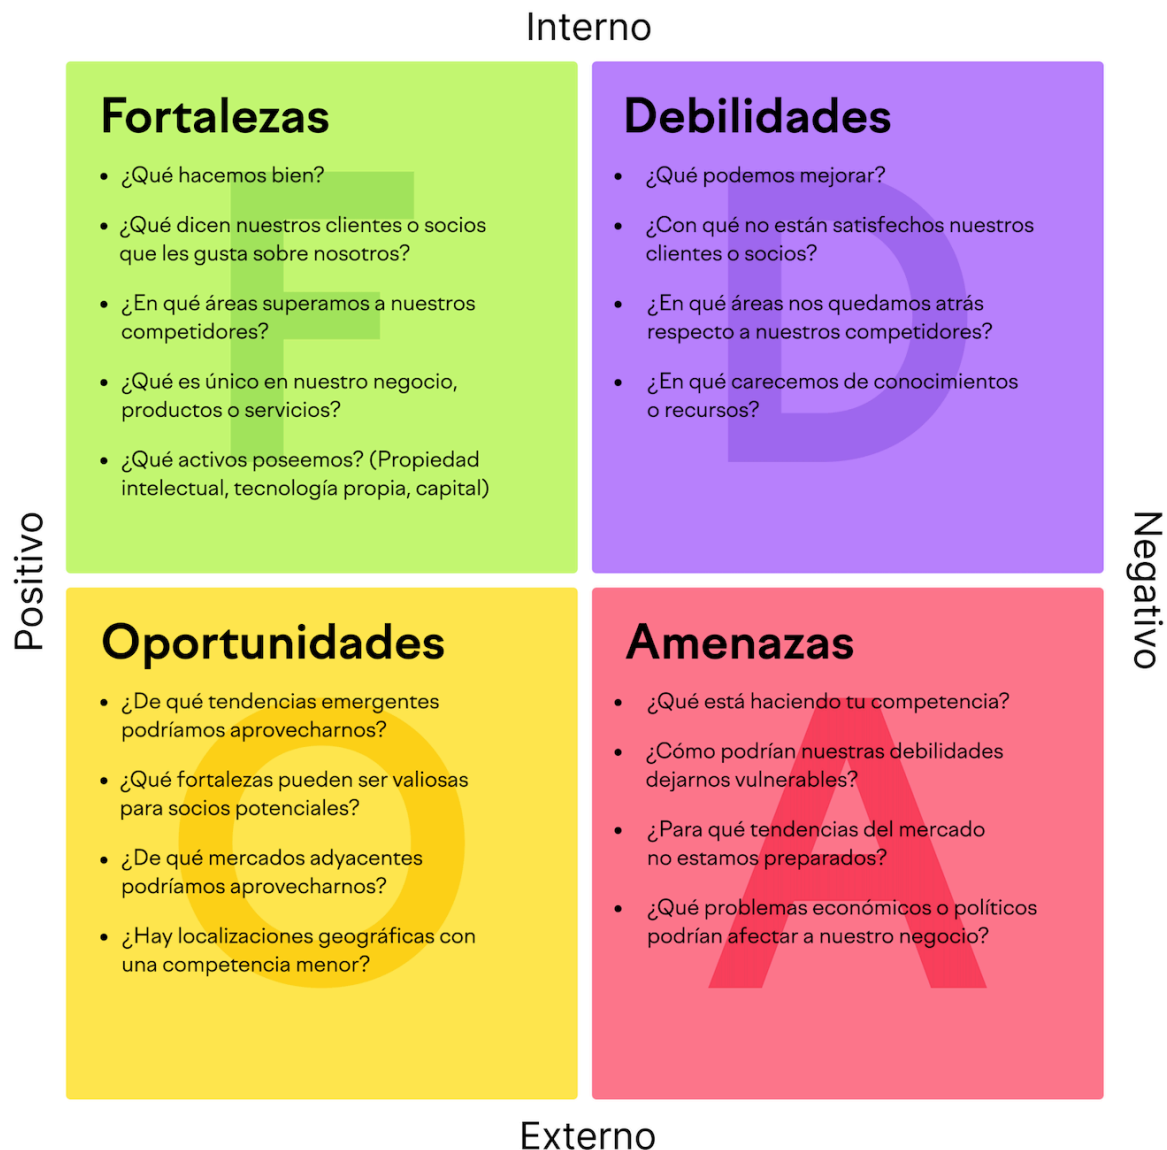 Interno
Fortalezas
• ¿Qué hacemos bien?
• ¿Qué dicen nuestros clientes o socios
que les gusta sobre nosotros?
• ¿En qué áreas superamos a nuestros
competidores?
• ¿Qué es único en nuestro negocio,
productos o servicios?
• ¿Qué activos poseemos? (Propiedad
intelectual, tecnología propia, capital)
F
Debilidades
• ¿Qué podemos mejorar?
• ¿Con qué no están satisfechos nuestros
clientes o socios?
• ¿En qué áreas nos quedamos atrás
respecto a nuestros competidores?
• ¿En qué carecemos de conocimientos
o recursos?
D
Positivo
Negativo
Oportunidades
• ¿De qué tendencias emergentes
podríamos aprovecharnos?
• ¿Qué fortalezas pueden ser valiosas
para socios potenciales?
• ¿De qué mercados adyacentes
podríamos aprovecharnos?
• ¿Hay localizaciones geográficas con
una competencia menor?
O
Amenazas
• ¿Qué está haciendo tu competencia?
• ¿Cómo podrían nuestras debilidades
dejarnos vulnerables?
• ¿Para qué tendencias del mercado
no estamos preparados?
• ¿Qué problemas económicos o políticos
podrían afectar a nuestro negocio?
A
Externo